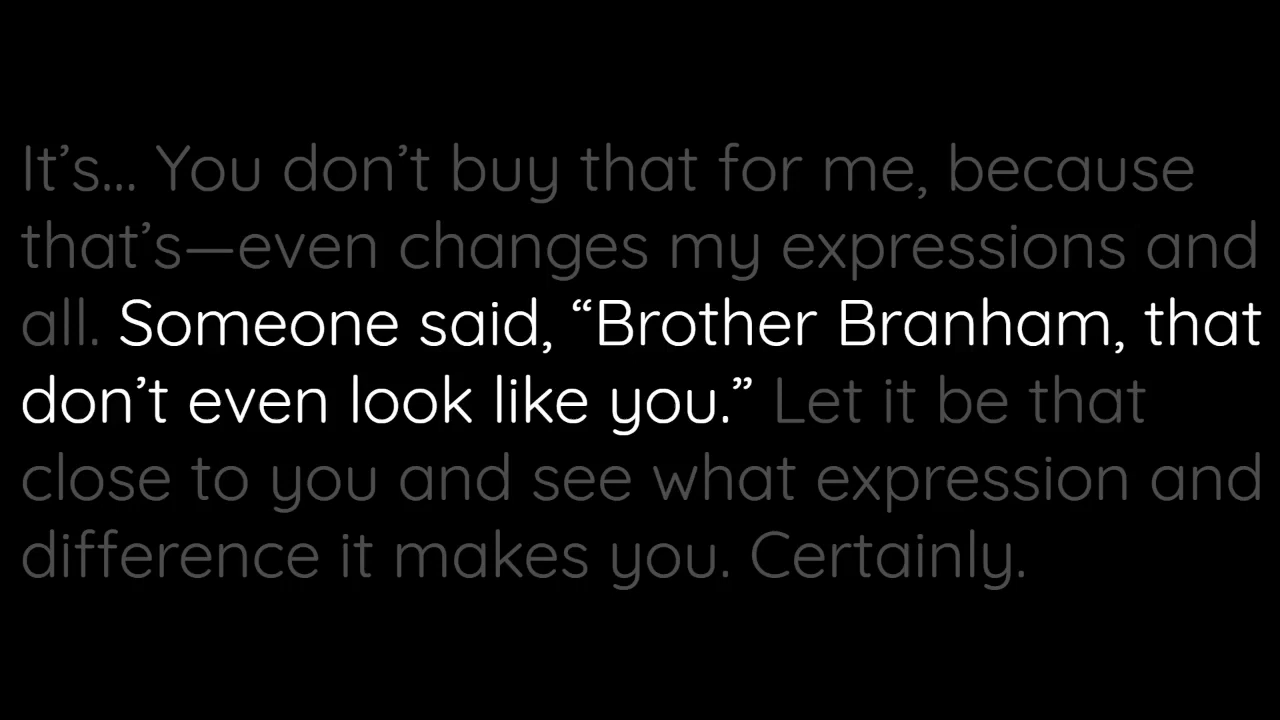 It’s... You don’t buy that for me, because
that’s—even changes my expressions and
all. Someone said, “Brother Branham, that
don’t even look like you.” Let it be that
close to you and see what expression and
difference it makes you. Certainly.